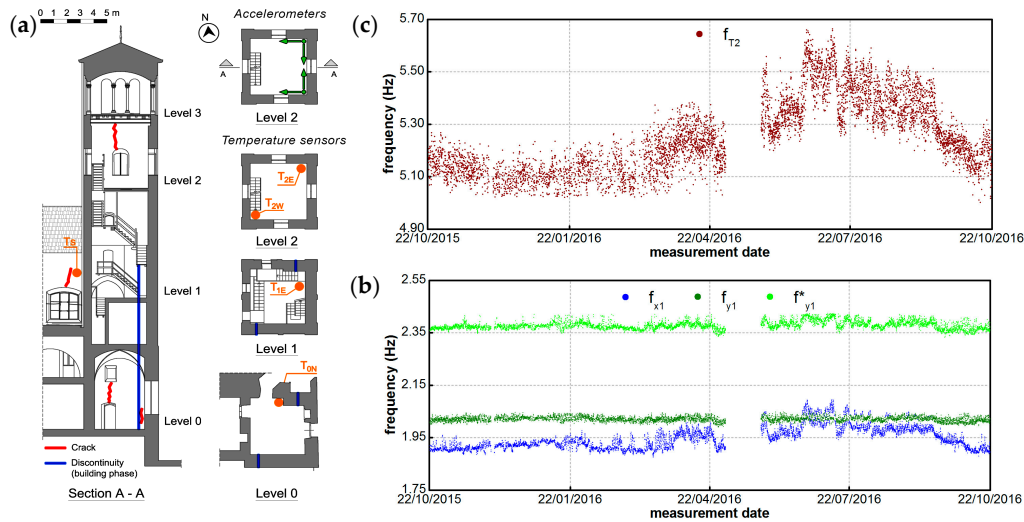 (a)
0 1 2 3 4 5 m
Level 3
Level 2
Level 1
Level 0
Ts
Crack
Discontinuity
(building phase)
Section A - A
N
Accelerometers
A
A
Level 2
Temperature sensors
T2E
T2W
Level 2
T1E
Level 1
T0N
Level 0
(c)
fT2
frequency (Hz)
5.70
5.50
5.30
5.10
4.90
22/10/2015 22/01/2016 22/04/2016 22/07/2016 22/10/2016
measurement date
(b)
fx1 fy1 f*y1
frequency (Hz)
2.55
2.35
2.15
1.95
1.75
22/10/2015 22/01/2016 22/04/2016 22/07/2016 22/10/2016
measurement date